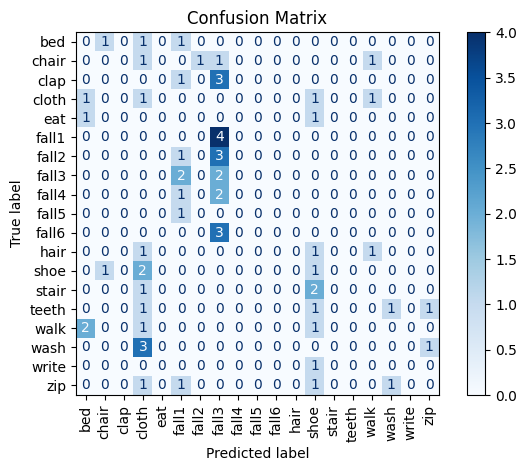 Confusion Matrix
True label
bed 0 1 0 1 0 1 0 0 0 0 0 0 0 0 0 0 0 0 0
chair 0 0 0 1 0 0 1 1 0 0 0 0 0 0 0 1 0 0 0
clap 0 0 0 0 0 1 0 3 0 0 0 0 0 0 0 0 0 0 0
cloth 1 0 0 1 0 0 0 0 0 0 0 0 1 0 0 1 0 0 0
eat 1 0 0 0 0 0 0 0 0 0 0 0 1 0 0 0 0 0 0
fall1 0 0 0 0 0 0 0 4 0 0 0 0 0 0 0 0 0 0 0
fall2 0 0 0 0 0 1 0 3 0 0 0 0 0 0 0 0 0 0 0
fall3 0 0 0 0 0 2 0 2 0 0 0 0 0 0 0 0 0 0 0
fall4 0 0 0 0 0 1 0 2 0 0 0 0 0 0 0 0 0 0 0
fall5 0 0 0 0 0 1 0 0 0 0 0 0 0 0 0 0 0 0 0
fall6 0 0 0 0 0 0 0 3 0 0 0 0 0 0 0 0 0 0 0
hair 0 0 0 1 0 0 0 0 0 0 0 0 1 0 0 1 0 0 0
shoe 0 1 0 2 0 0 0 0 0 0 0 0 1 0 0 0 0 0 0
stair 0 0 0 1 0 0 0 0 0 0 0 0 2 0 0 0 0 0 0
teeth 0 0 0 1 0 0 0 0 0 0 0 0 1 0 0 0 1 0 1
walk 2 0 0 1 0 0 0 0 0 0 0 0 1 0 0 0 0 0 0
wash 0 0 0 3 0 0 0 0 0 0 0 0 0 0 0 0 0 0 1
write 0 0 0 0 0 0 0 0 0 0 0 0 1 0 0 0 0 0 0
zip 0 0 0 1 0 1 0 0 0 0 0 0 1 0 0 0 1 0 0
bed chair clap cloth eat fall1 fall2 fall3 fall4 fall5 fall6 hair shoe stair teeth walk wash write zip
Predicted label
4.0
3.5
3.0
2.5
2.0
1.5
1.0
0.5
0.0